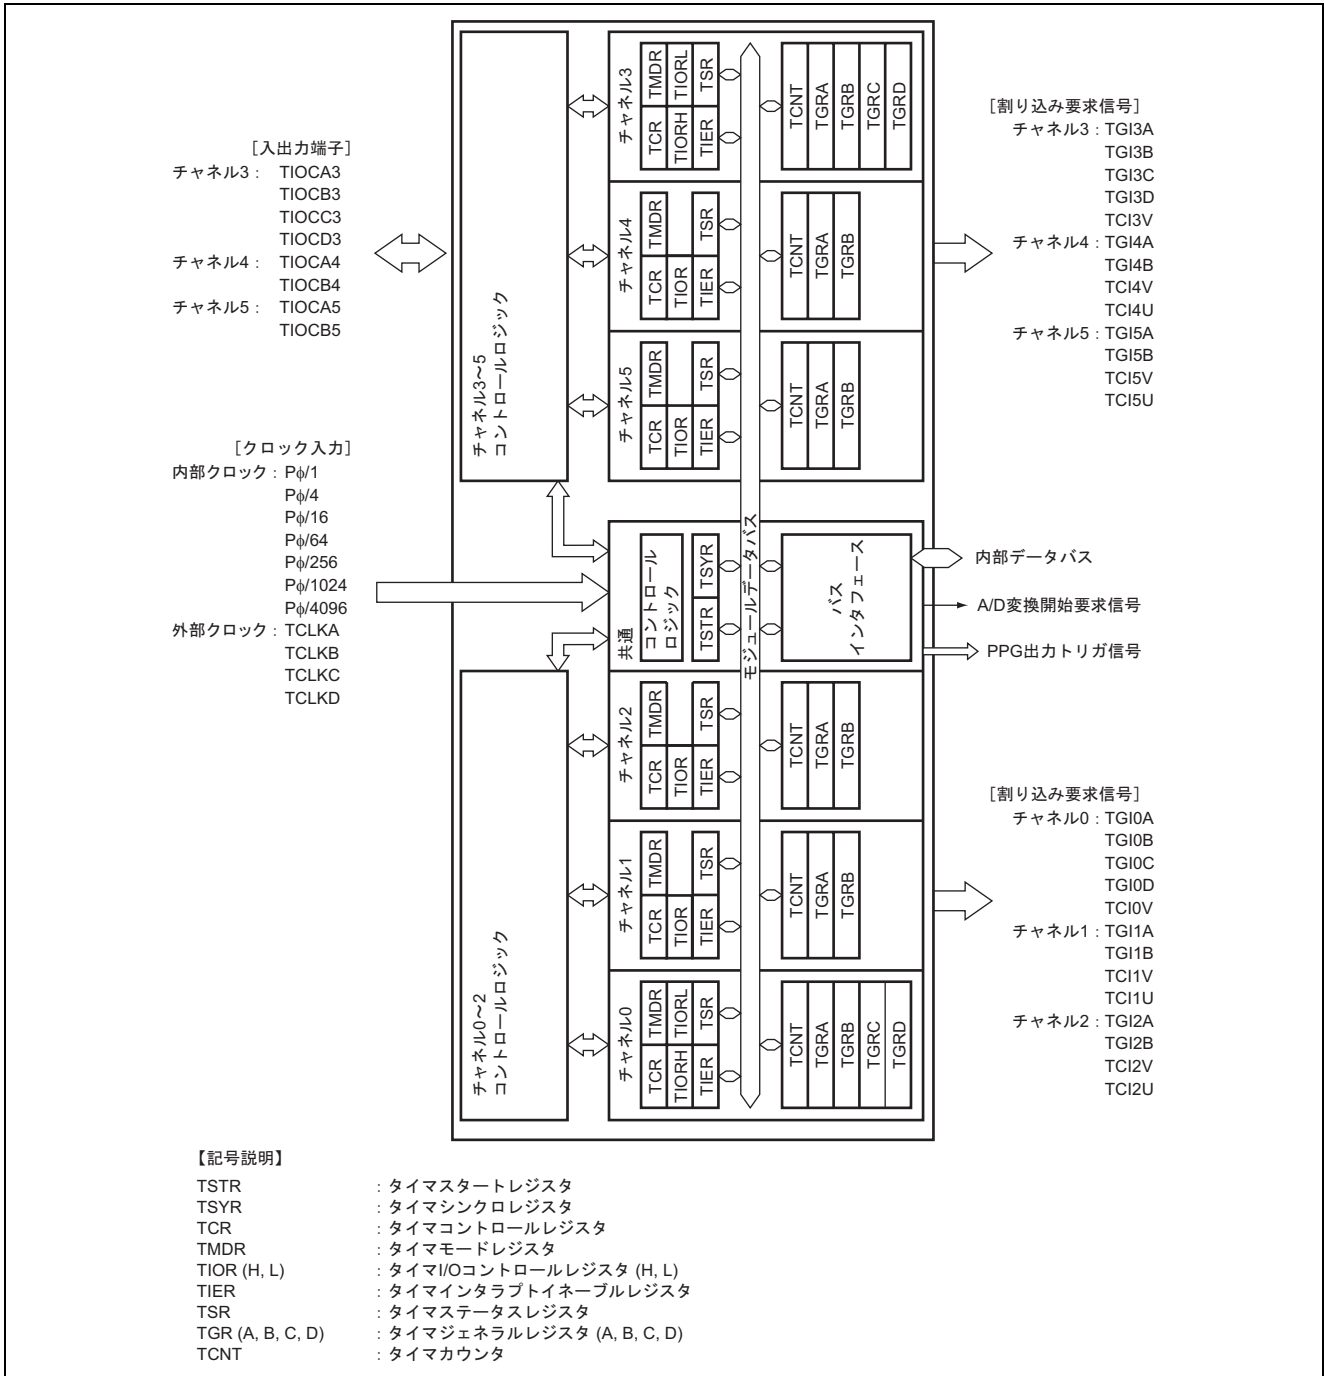 [入出力端子]
チャネル3： TIOCA3
TIOCB3
TIOCC3
TIOCD3
チャネル4： TIOCA4
TIOCB4
チャネル5： TIOCA5
TIOCB5
[クロック入力]
内部クロック：Pφ/1
Pφ/4
Pφ/16
Pφ/64
Pφ/256
Pφ/1024
Pφ/4096
外部クロック：TCLKA
TCLKB
TCLKC
TCLKD
チャネル3～5
コントロールロジック
チャネル0～2
コントロールロジック
チャネル3
TCR TMDR
TIORH TIORL
TIER TSR
TCNT
TGRA
TGRB
TGRC
TGRD
チャネル4
TCR TMDR
TIOR
TIER TSR
TCNT
TGRA
TGRB
チャネル5
TCR TMDR
TIOR
TIER TSR
TCNT
TGRA
TGRB
共通
コントロール
ロジック
TSTR TSYR
モジュールデータバス
バス
インタフェース
チャネル2
TCR TMDR
TIOR
TIER TSR
TCNT
TGRA
TGRB
チャネル1
TCR TMDR
TIOR
TIER TSR
TCNT
TGRA
TGRB
チャネル0
TCR TMDR
TIORH TIORL
TIER TSR
TCNT
TGRA
TGRB
TGRC
TGRD
[割り込み要求信号]
チャネル3：TGI3A
TGI3B
TGI3C
TGI3D
TCI3V
チャネル4：TGI4A
TGI4B
TCI4V
TCI4U
チャネル5：TGI5A
TGI5B
TCI5V
TCI5U
内部データバス
A/D変換開始要求信号
PPG出力トリガ信号
[割り込み要求信号]
チャネル0：TGI0A
TGI0B
TGI0C
TGI0D
TCI0V
チャネル1：TGI1A
TGI1B
TCI1V
TCI1U
チャネル2：TGI2A
TGI2B
TCI2V
TCI2U
【記号説明】
TSTR ：タイマスタートレジスタ
TSYR ：タイマシンクロレジスタ
TCR ：タイマコントロールレジスタ
TMDR ：タイマモードレジスタ
TIOR (H, L) ：タイマI/Oコントロールレジスタ (H, L)
TIER ：タイマインタラプトイネーブルレジスタ
TSR ：タイマステータスレジスタ
TGR (A, B, C, D) ：タイマジェネラルレジスタ (A, B, C, D)
TCNT ：タイマカウンタ